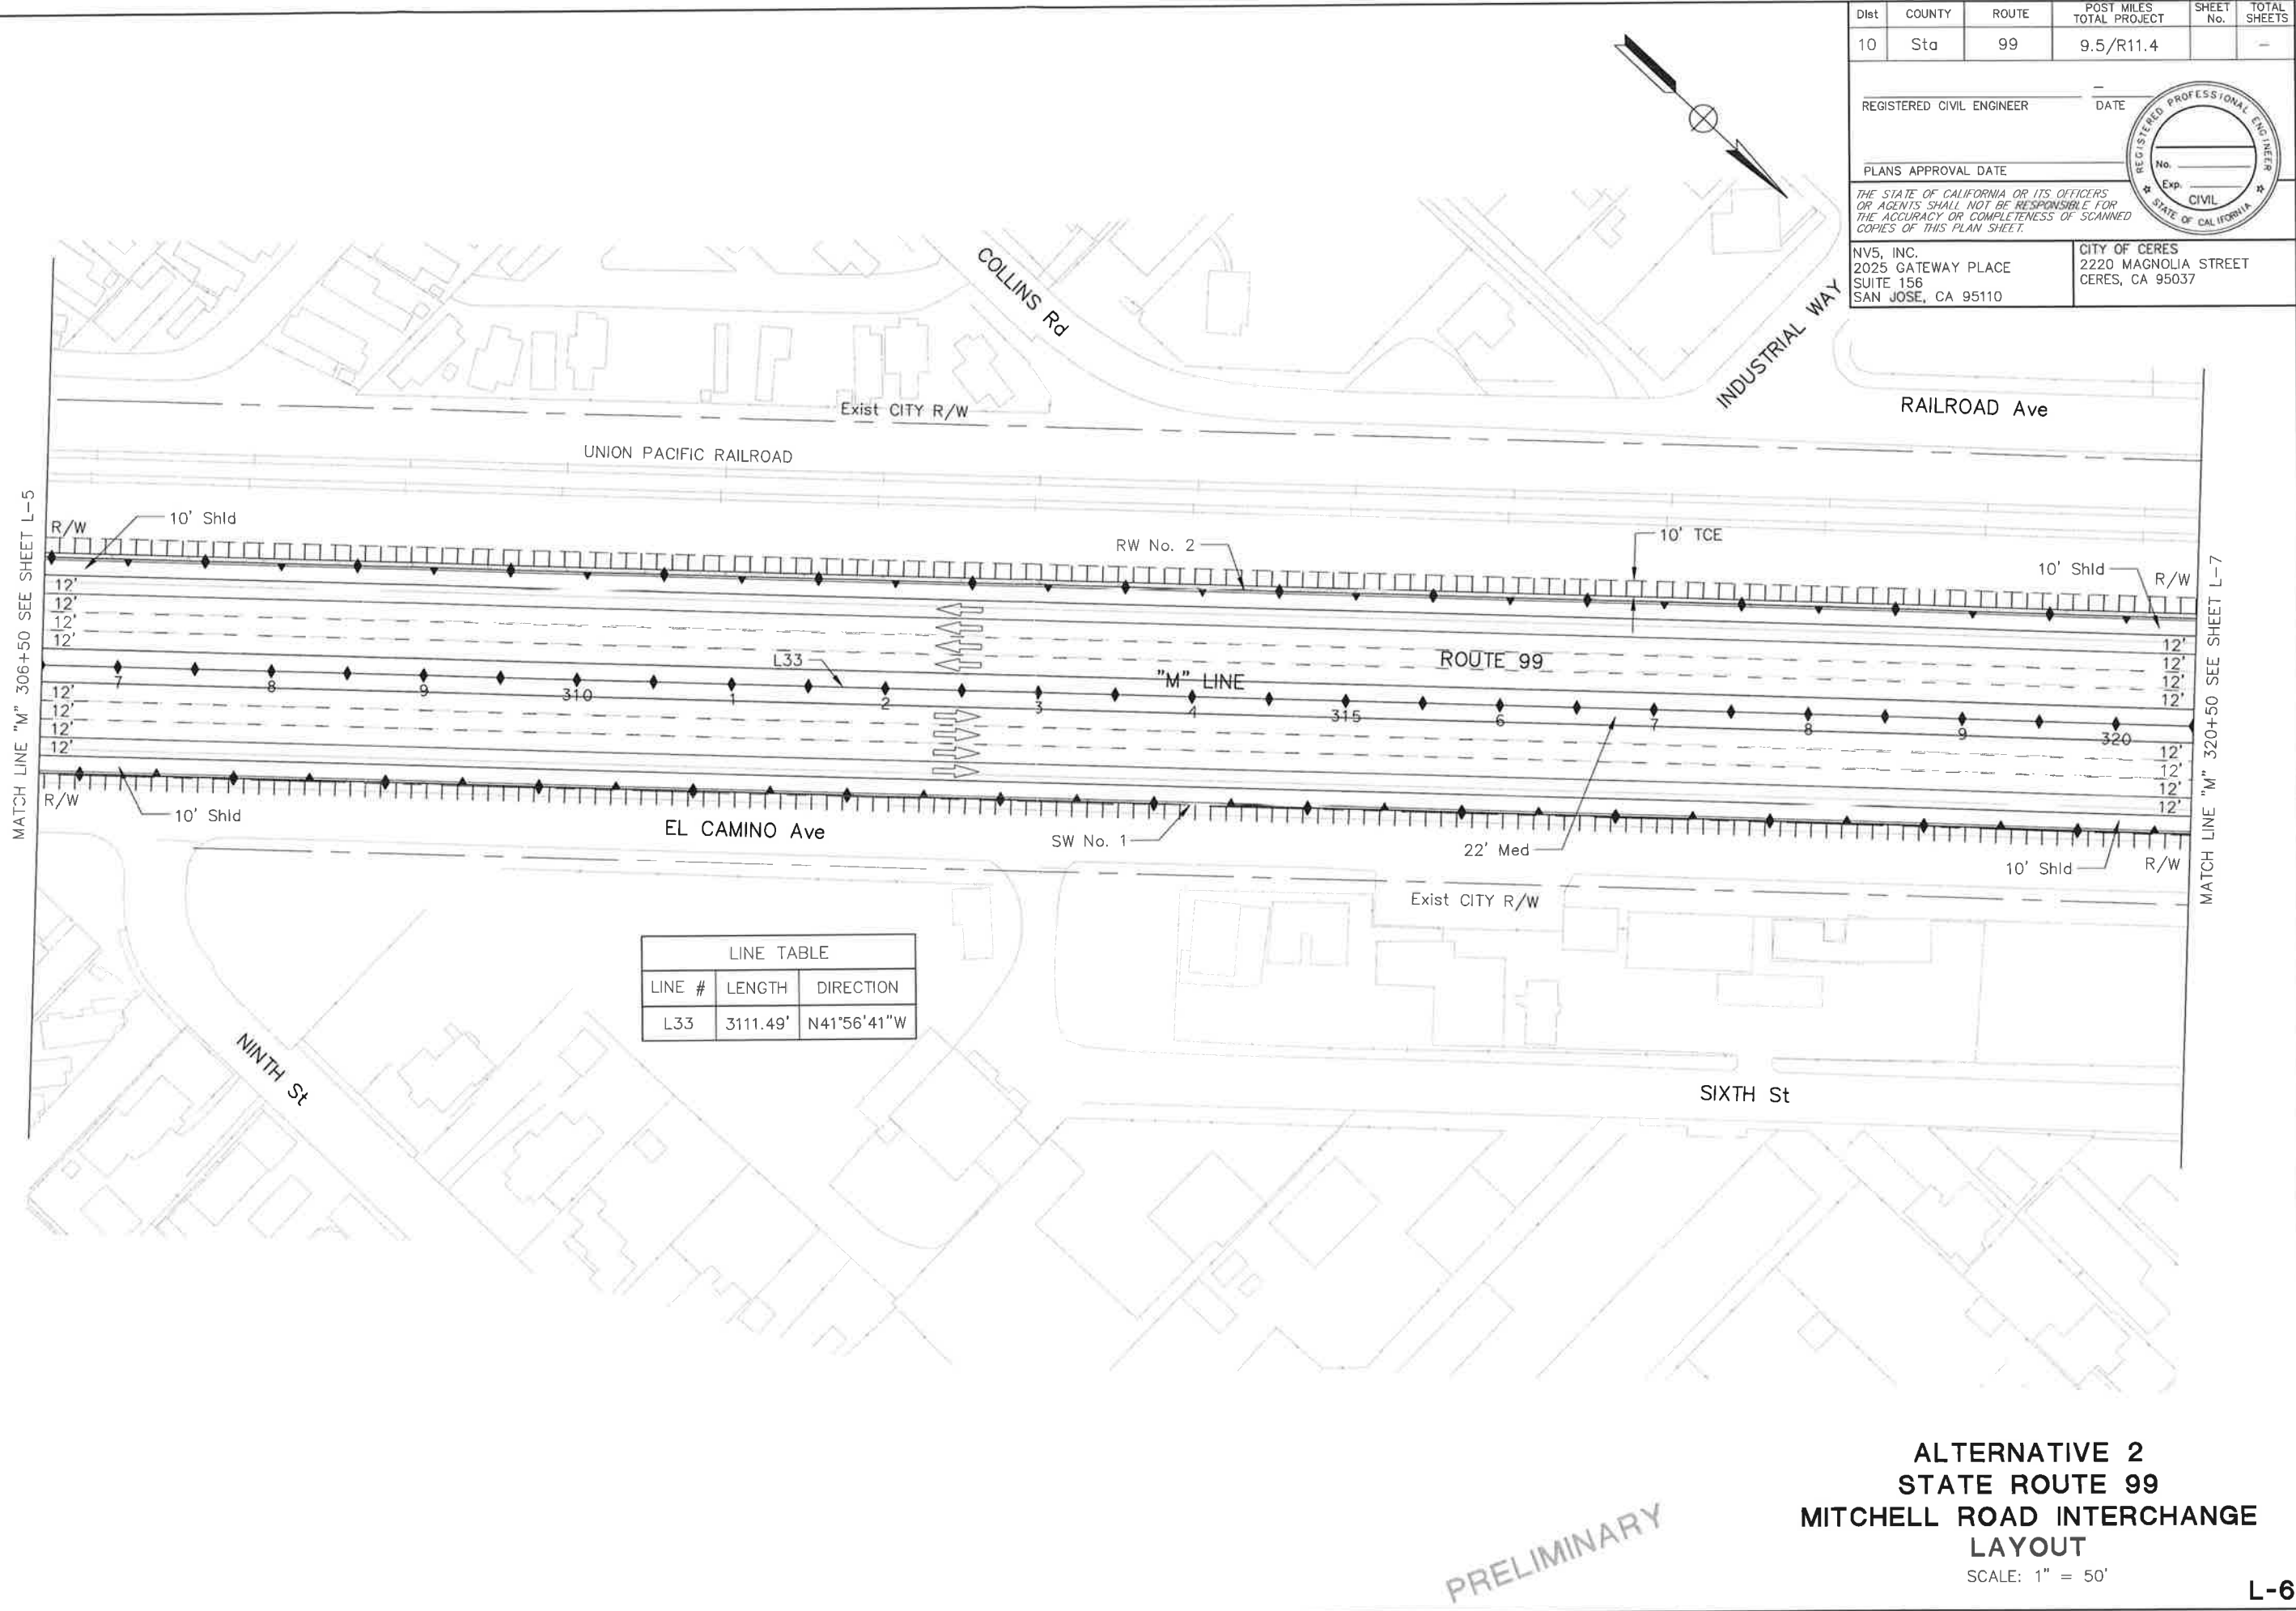 Dist COUNTY ROUTE POST MILES TOTAL PROJECT SHEET No. TOTAL SHEETS
10 Sta 99 9.5/R11.4 –
REGISTERED CIVIL ENGINEER
DATE
PLANS APPROVAL DATE
REGISTERED PROFESSIONAL ENGINEER
No.
Exp.
CIVIL
STATE OF CALIFORNIA
THE STATE OF CALIFORNIA OR ITS OFFICERS
OR AGENTS SHALL NOT BE RESPONSIBLE FOR
THE ACCURACY OR COMPLETENESS OF SCANNED
COPIES OF THIS PLAN SHEET.
NV5, INC.
2025 GATEWAY PLACE
SUITE 156
SAN JOSE, CA 95110
CITY OF CERES
2220 MAGNOLIA STREET
CERES, CA 95037
COLLINS Rd
INDUSTRIAL WAY
RAILROAD Ave
Exist CITY R/W
UNION PACIFIC RAILROAD
MATCH LINE "M" 306+50 SEE SHEET L-5
R/W
10' Shld
RW No. 2
10' TCE
10' Shld
R/W
MATCH LINE "M" 320+50 SEE SHEET L-7
12'
12'
12'
12'
12'
12'
12'
12'
ROUTE 99
L33
"M" LINE
7 8 9 310 1 2 3 4 315 6 7 8 9 320
12'
12'
12'
12'
12'
12'
12'
12'
R/W
10' Shld
EL CAMINO Ave
SW No. 1
22' Med
10' Shld
R/W
Exist CITY R/W
LINE TABLE
LINE # LENGTH DIRECTION
L33 3111.49' N41°56'41"W
NINTH St
SIXTH St
PRELIMINARY
ALTERNATIVE 2
STATE ROUTE 99
MITCHELL ROAD INTERCHANGE
LAYOUT
SCALE: 1" = 50'
L-6